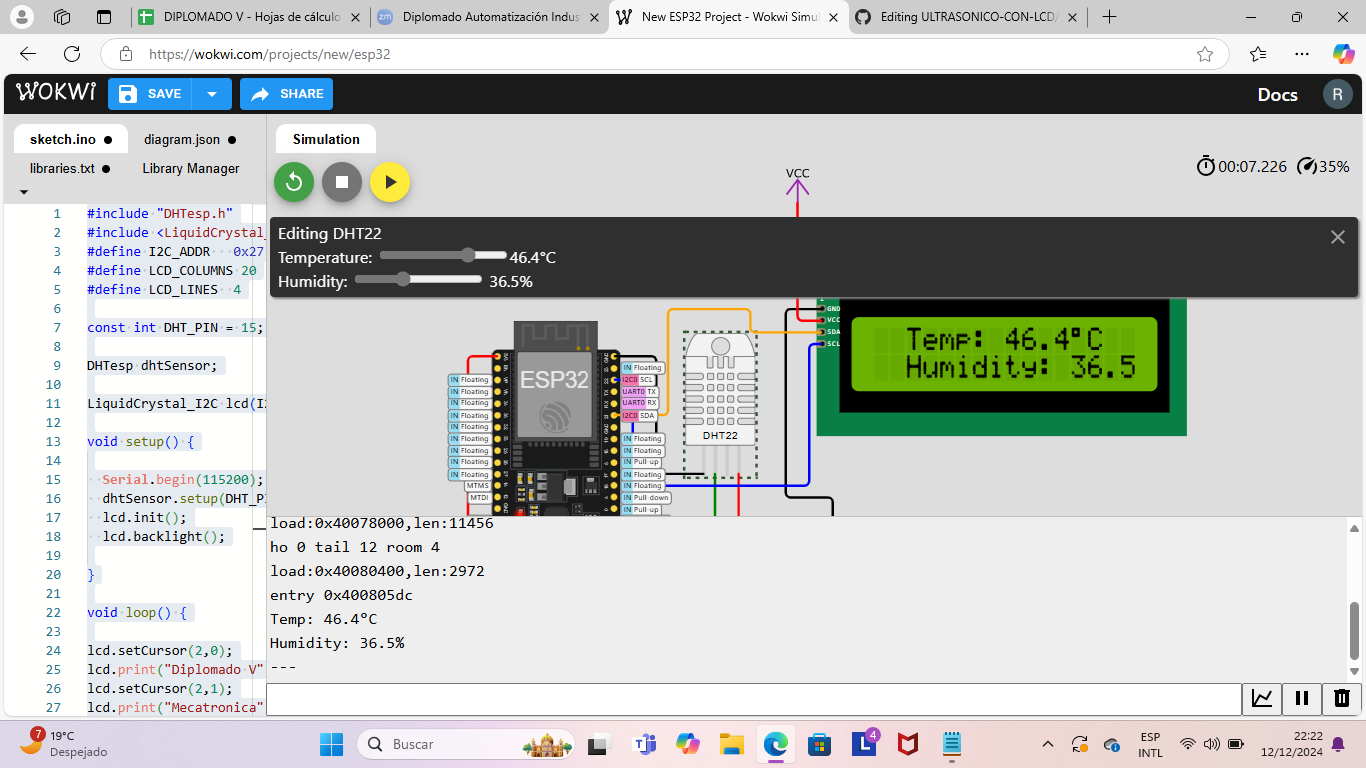 DIPLOMADO V - Hojas de cálculo
Diplomado Automatización Indus
New ESP32 Project - Wokwi Simul
Editing ULTRASONICO-CON-LCD/
https://wokwi.com/projects/new/esp32
WOKWI
SAVE
SHARE
Docs
R
sketch.ino
diagram.json
libraries.txt
Library Manager
Simulation
00:07.226
35%
1 #include "DHTesp.h"
2 #include <LiquidCrystal_
3 #define I2C_ADDR 0x27
4 #define LCD_COLUMNS 20
5 #define LCD_LINES 4
6
7 const int DHT_PIN = 15;
8
9 DHTesp dhtSensor;
10
11 LiquidCrystal_I2C lcd(I2
12
13 void setup() {
14
15 Serial.begin(115200);
16 dhtSensor.setup(DHT_PI
17 lcd.init();
18 lcd.backlight();
19
20 }
21
22 void loop() {
23
24 lcd.setCursor(2,0);
25 lcd.print("Diplomado V"
26 lcd.setCursor(2,1);
27 lcd.print("Mecatronica"
VCC
Editing DHT22
Temperature: 46.4°C
Humidity: 36.5%
GND
VCC
SDA
SCL
Temp: 46.4°C
Humidity: 36.5
ESP32
IN Floating
IN Floating
IN Floating
IN Floating
IN Floating
IN Floating
IN Floating
IN Floating
IN Floating
MTMS
MTDI
IN Floating
I2C0 SCL
UART0 TX
UART0 RX
I2C0 SDA
IN Floating
IN Floating
IN Pull-up
IN Floating
IN Floating
IN Pull-down
IN Pull-up
DHT22
load:0x40078000,len:11456
ho 0 tail 12 room 4
load:0x40080400,len:2972
entry 0x400805dc
Temp: 46.4°C
Humidity: 36.5%
---
7
19°C
Despejado
Buscar
4
ESP
INTL
22:22
12/12/2024